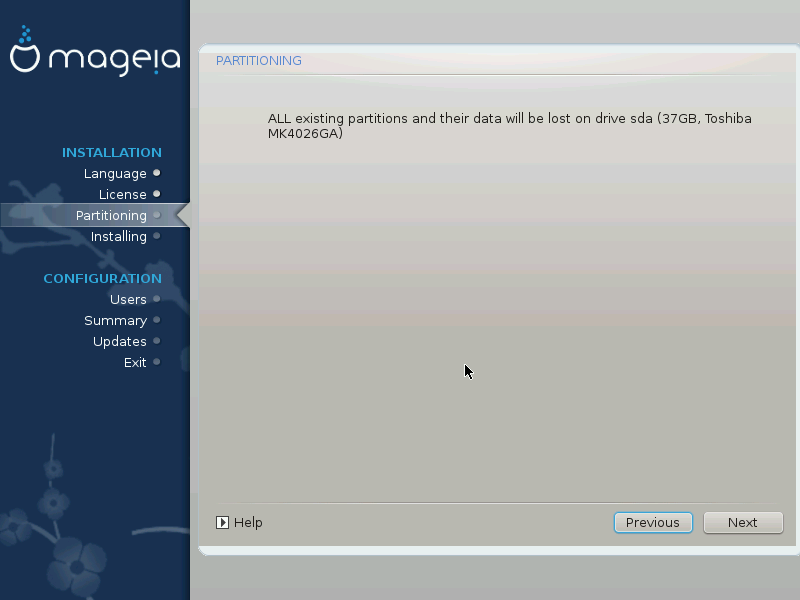 mageia
INSTALLATION
Language
License
Partitioning
Installing
CONFIGURATION
Users
Summary
Updates
Exit
PARTITIONING
ALL existing partitions and their data will be lost on drive sda (37GB, Toshiba
MK4026GA)
Help
Previous
Next